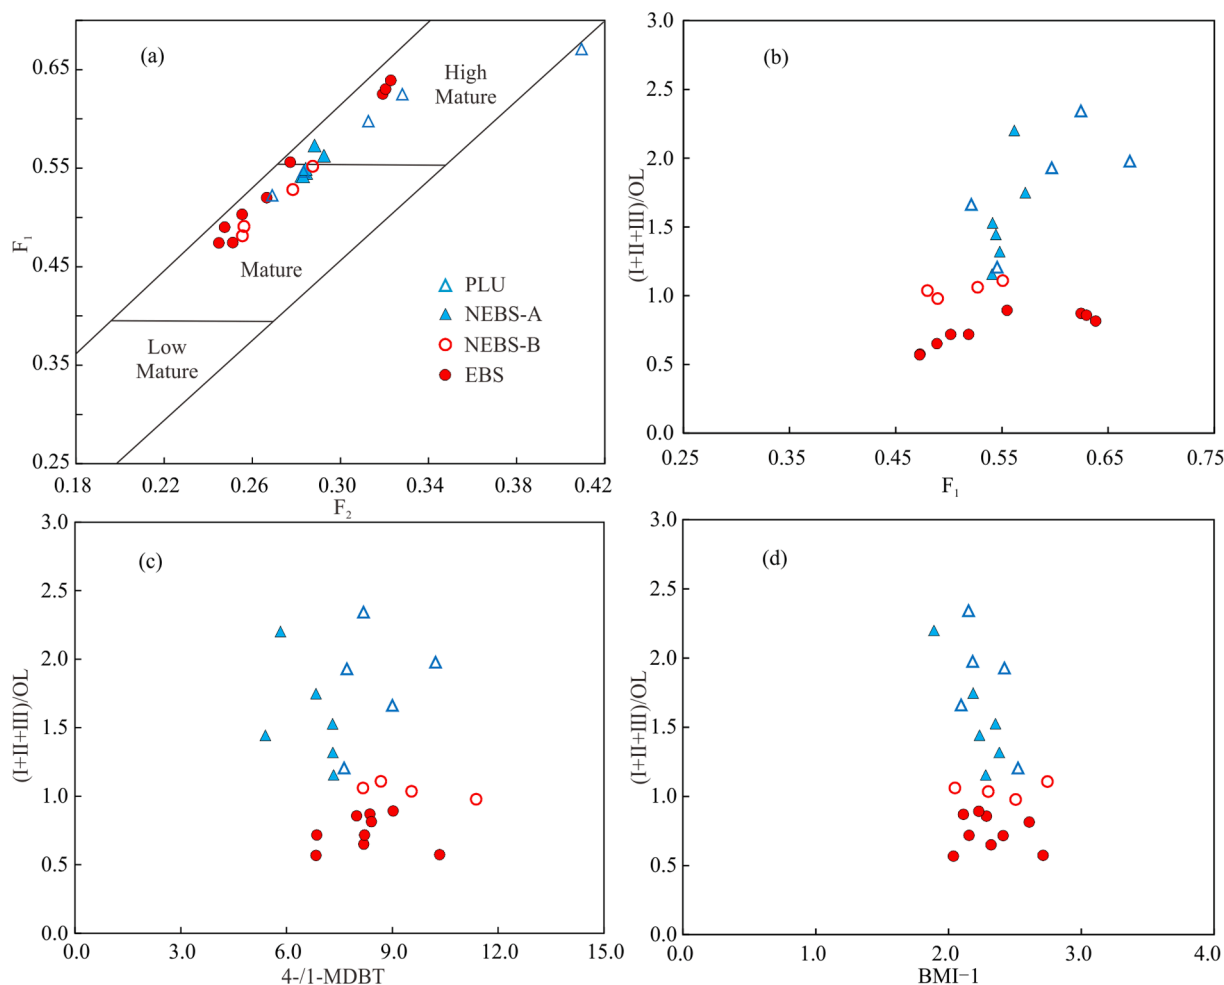 (a)
0.65
0.55
0.45
0.35
0.25
F1
High
Mature
Mature
Low
Mature
PLU
NEBS-A
NEBS-B
EBS
0.18 0.22 0.26 0.30 0.34 0.38 0.42
F2
(b)
3.0
2.5
2.0
1.5
1.0
0.5
0.0
(I+II+III)/OL
0.25 0.35 0.45 0.55 0.65 0.75
F1
(c)
3.0
2.5
2.0
1.5
1.0
0.5
0.0
(I+II+III)/OL
0.0 3.0 6.0 9.0 12.0 15.0
4-/1-MDBT
(d)
3.0
2.5
2.0
1.5
1.0
0.5
0.0
(I+II+III)/OL
0.0 1.0 2.0 3.0 4.0
BMI−1